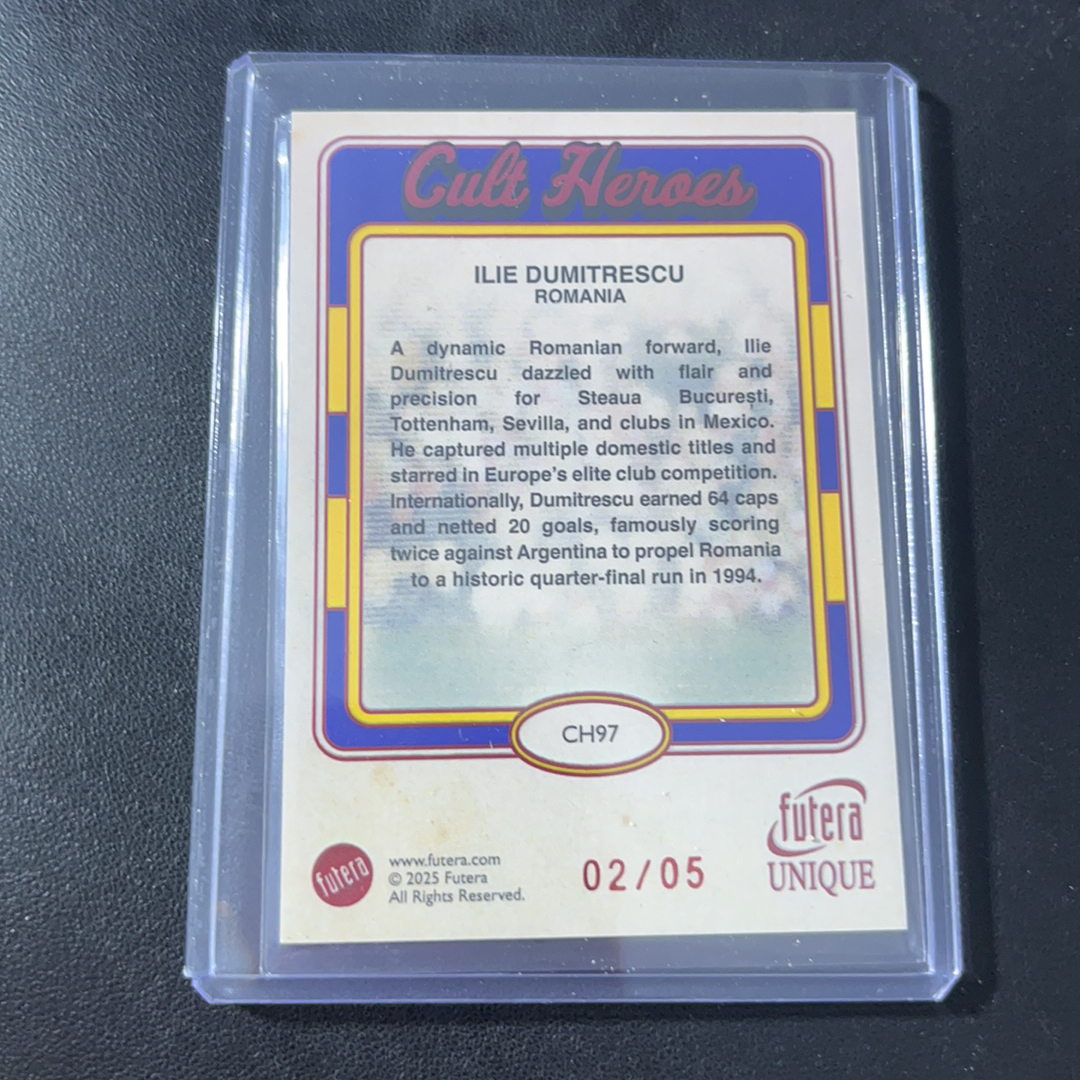 Cult Heroes
ILIE DUMITRESCU
ROMANIA
A dynamic Romanian forward, Ilie
Dumitrescu dazzled with flair and
precision for Steaua București,
Tottenham, Sevilla, and clubs in Mexico.
He captured multiple domestic titles and
starred in Europe's elite club competition.
Internationally, Dumitrescu earned 64 caps
and netted 20 goals, famously scoring
twice against Argentina to propel Romania
to a historic quarter-final run in 1994.
CH97
futera
www.futera.com
© 2025 Futera
All Rights Reserved.
02/05
futera
UNIQUE